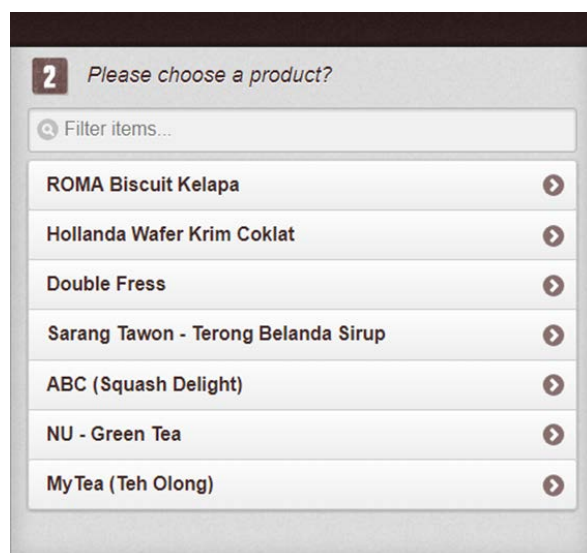 2 Please choose a product?
Filter items...
ROMA Biscuit Kelapa
Hollanda Wafer Krim Coklat
Double Fress
Sarang Tawon - Terong Belanda Sirup
ABC (Squash Delight)
NU - Green Tea
MyTea (Teh Olong)